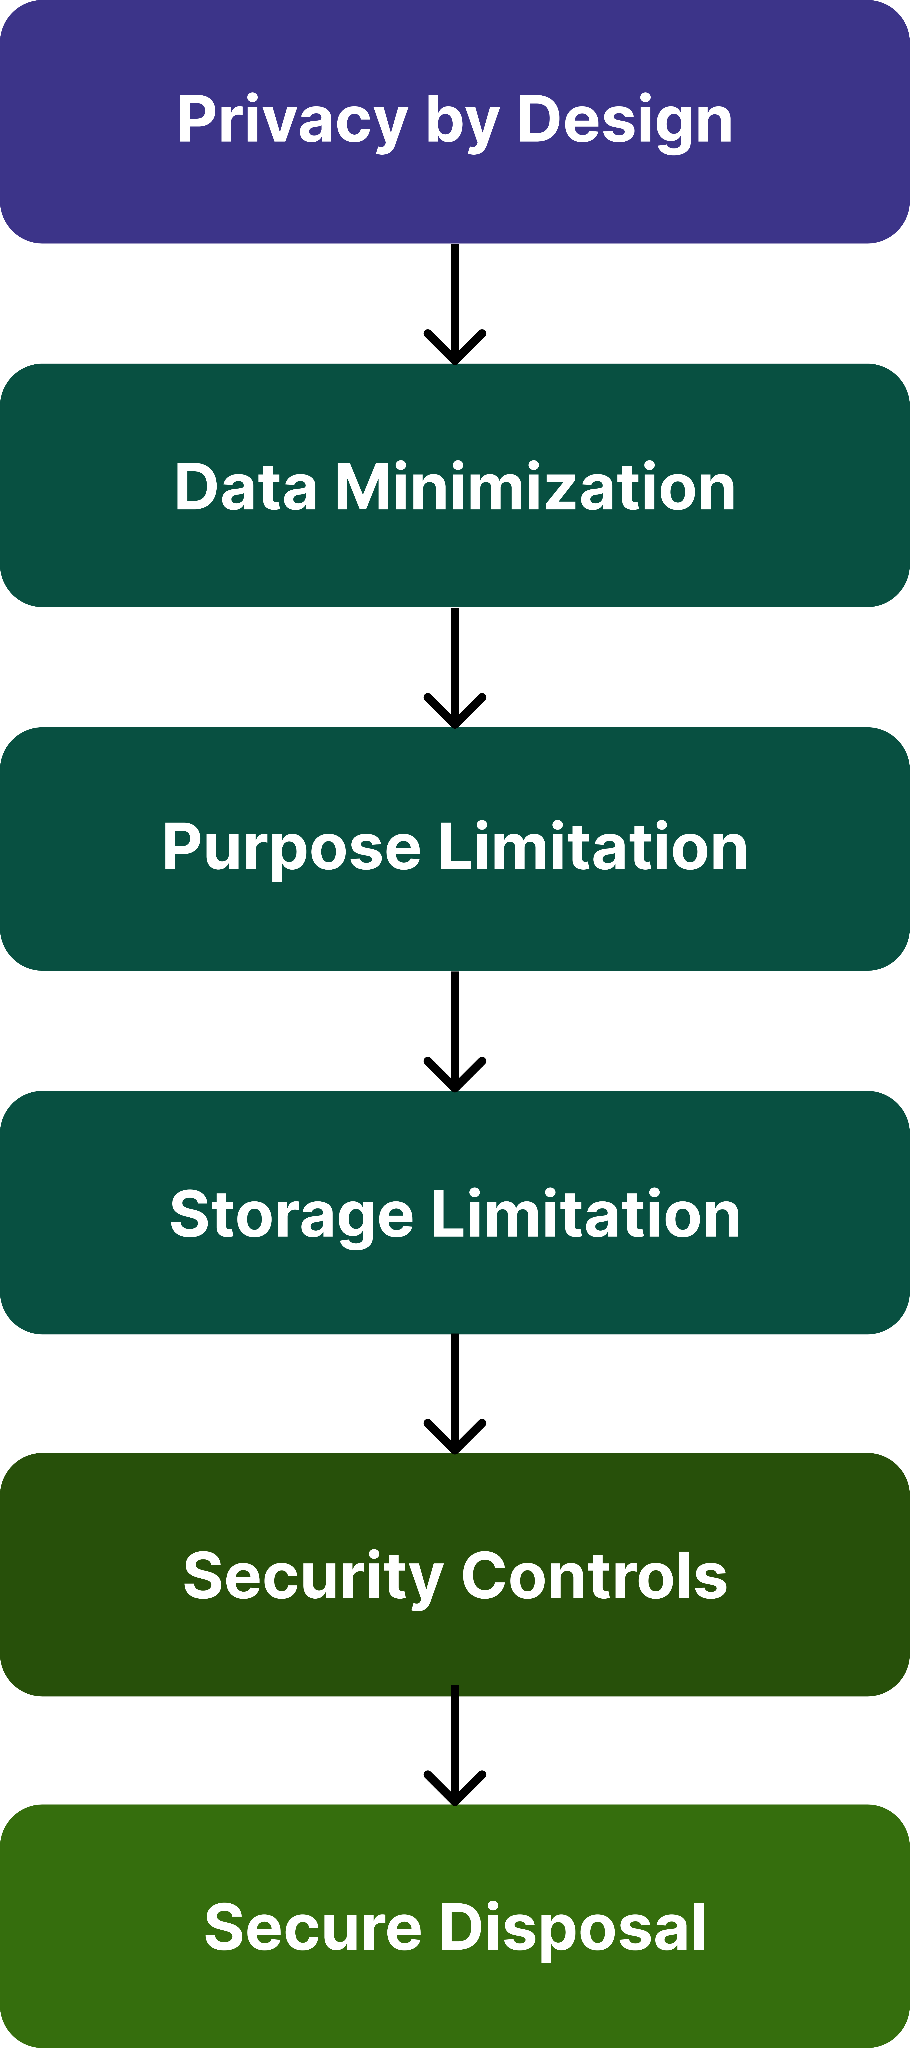 Privacy by Design
Data Minimization
Purpose Limitation
Storage Limitation
Security Controls
Secure Disposal